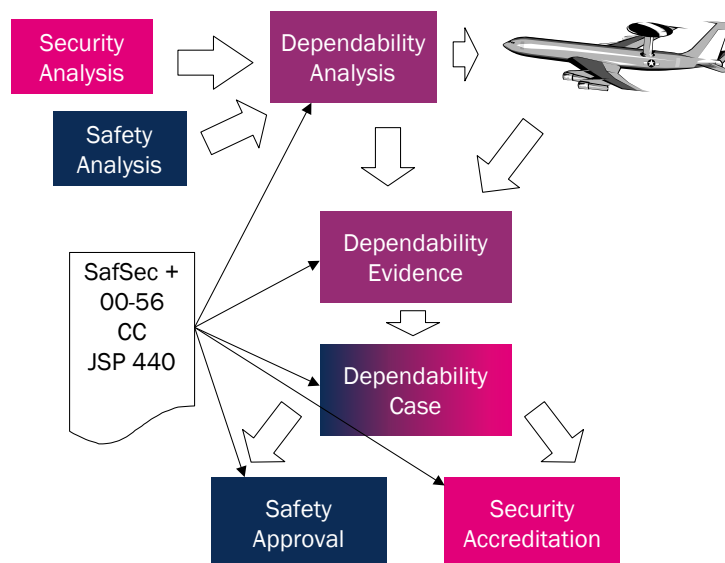 Security
Analysis
Dependability
Analysis
Safety
Analysis
SafSec +
00-56
CC
JSP 440
Dependability
Evidence
Dependability
Case
Safety
Approval
Security
Accreditation